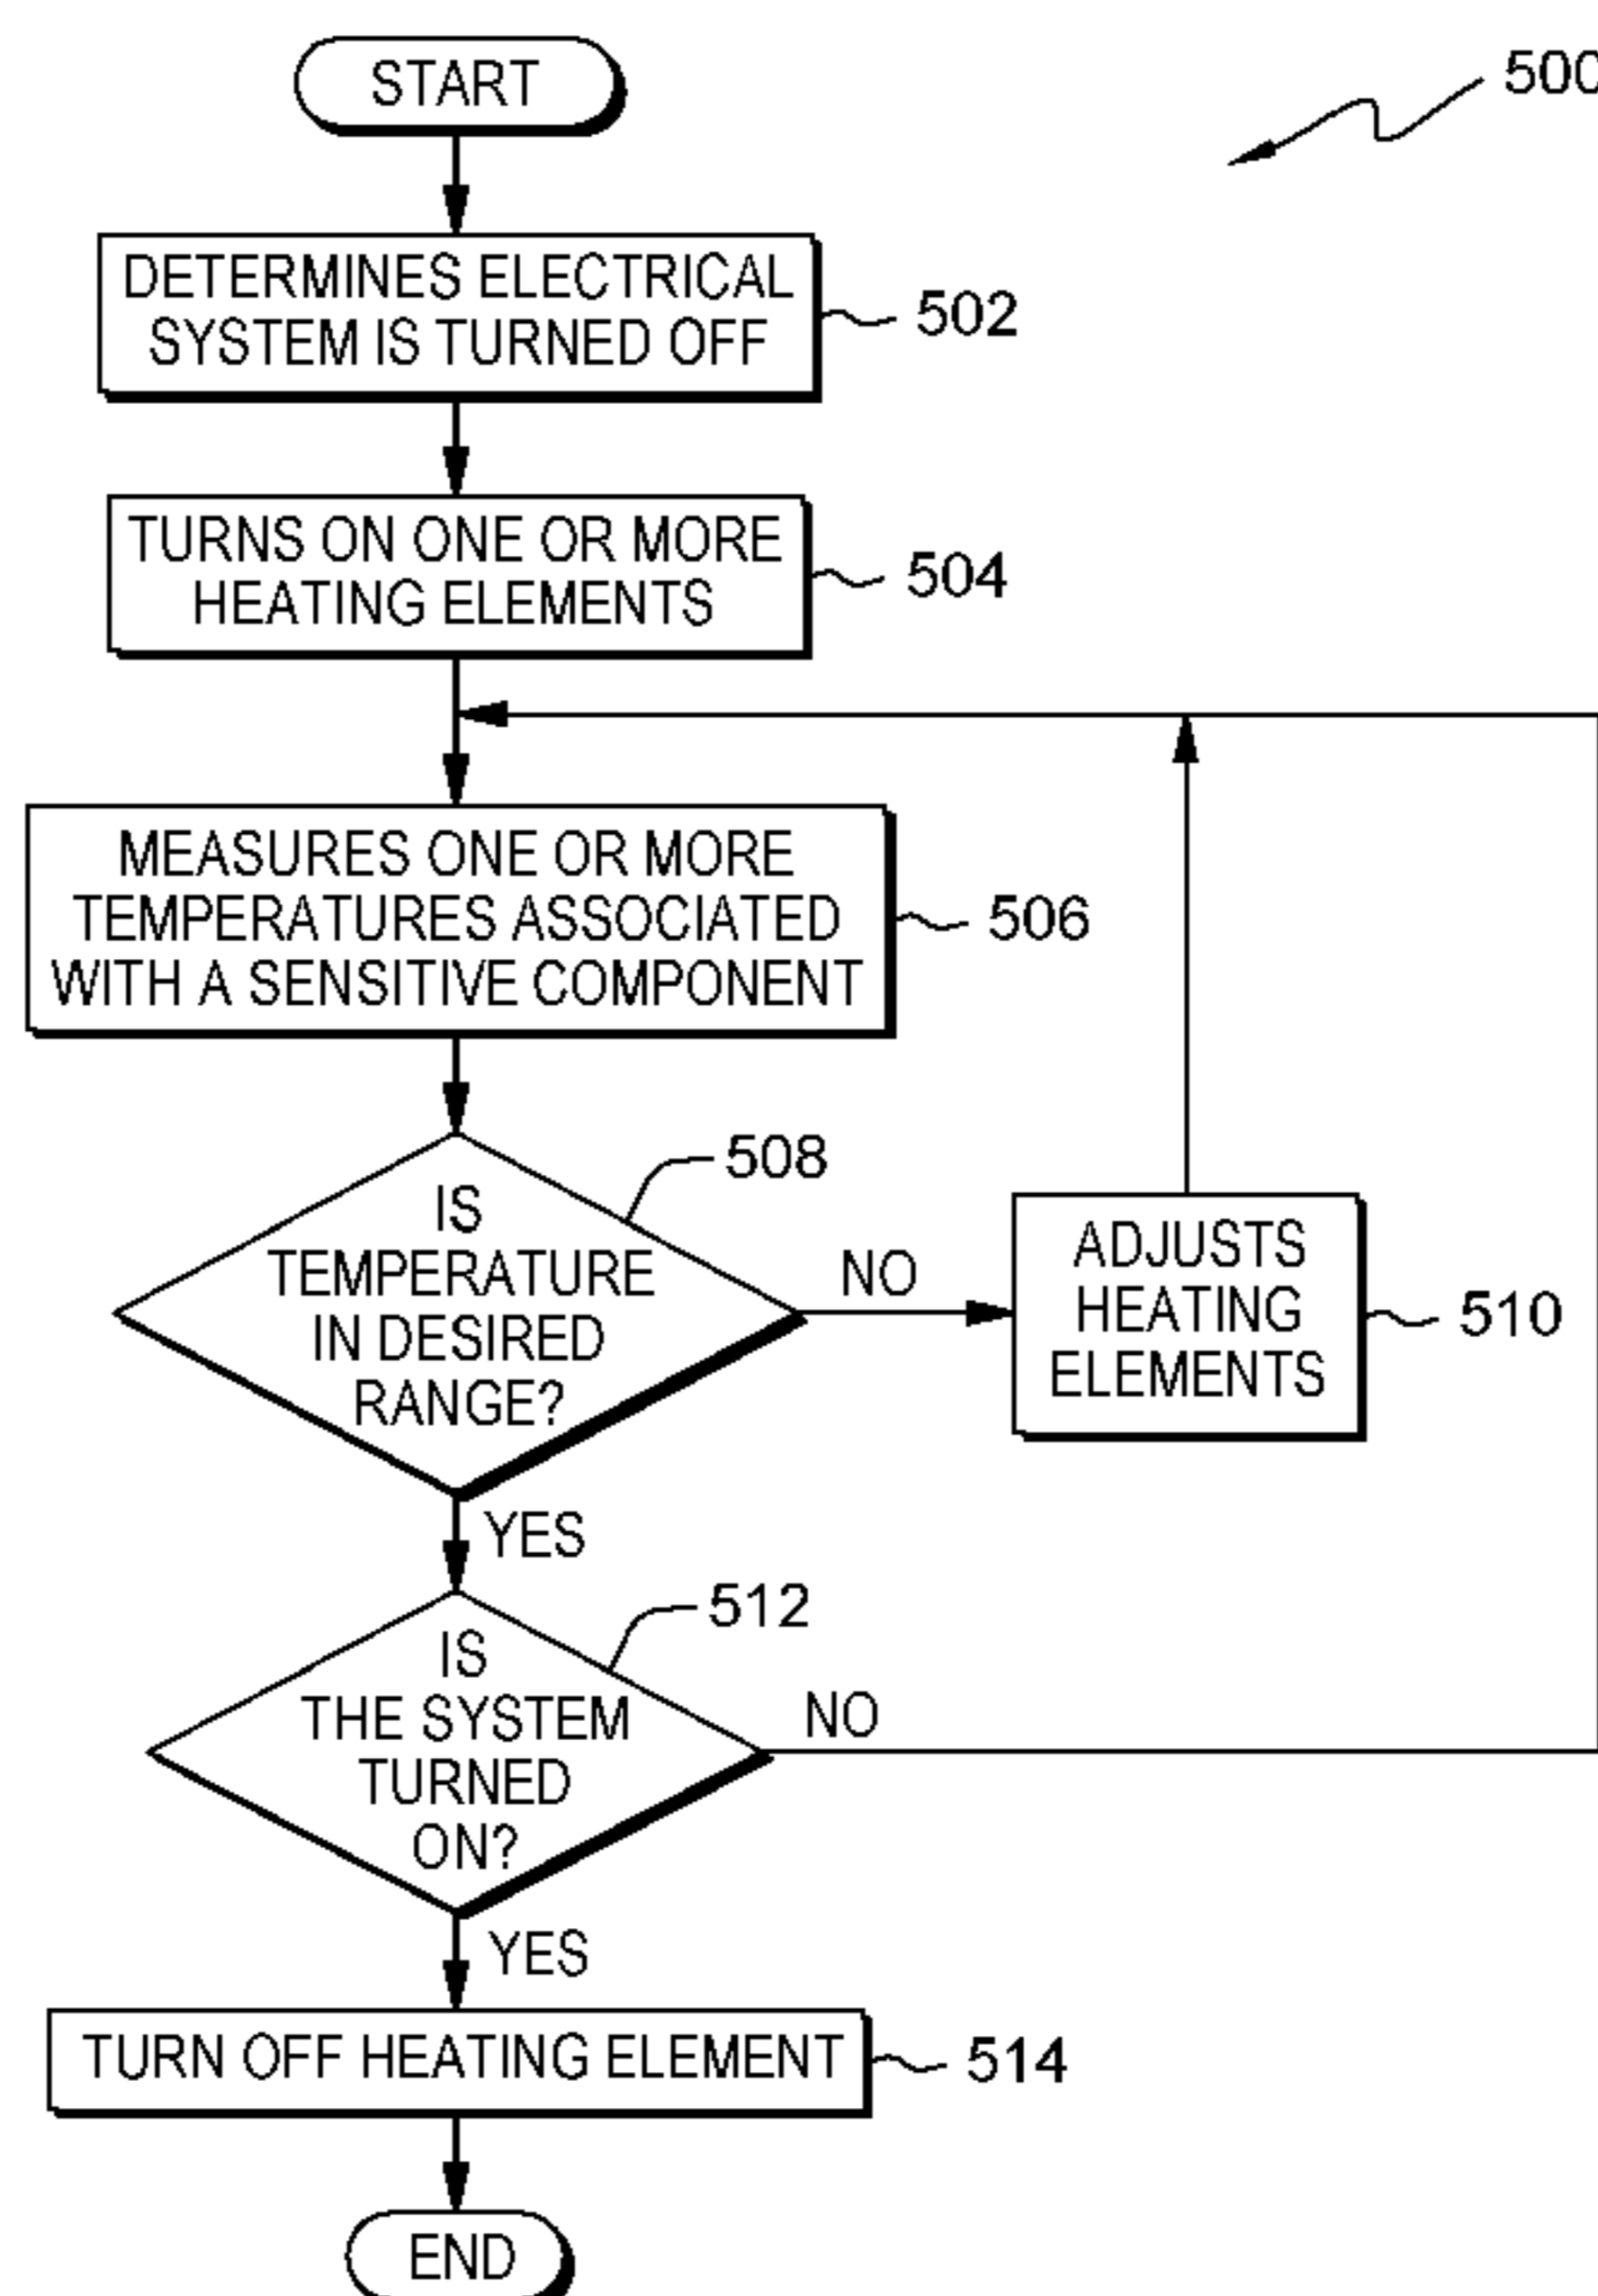 START
500
DETERMINES ELECTRICAL
SYSTEM IS TURNED OFF
502
TURNS ON ONE OR MORE
HEATING ELEMENTS
504
MEASURES ONE OR MORE
TEMPERATURES ASSOCIATED
WITH A SENSITIVE COMPONENT
506
IS
TEMPERATURE
IN DESIRED
RANGE?
508
NO
ADJUSTS
HEATING
ELEMENTS
510
YES
IS
THE SYSTEM
TURNED
ON?
512
NO
YES
TURN OFF HEATING ELEMENT
514
END